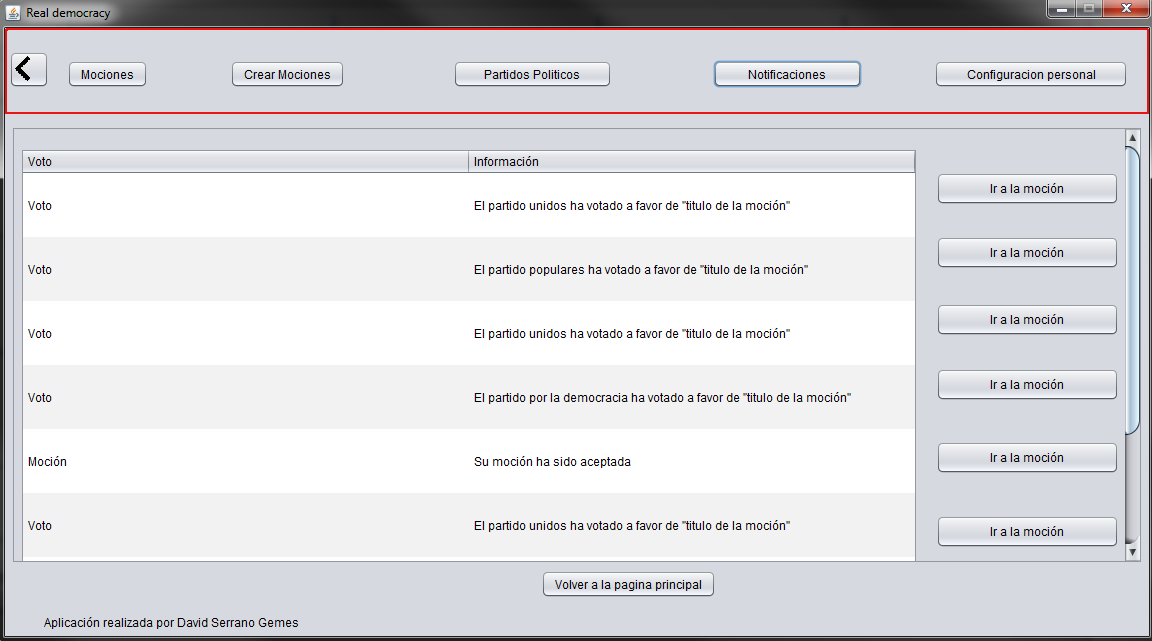 Real democracy
Mociones Crear Mociones Partidos Politicos Notificaciones Configuracion personal
Voto Información
Voto El partido unidos ha votado a favor de "titulo de la moción" Ir a la moción
Voto El partido populares ha votado a favor de "titulo de la moción" Ir a la moción
Voto El partido unidos ha votado a favor de "titulo de la moción" Ir a la moción
Voto El partido por la democracia ha votado a favor de "titulo de la moción" Ir a la moción
Moción Su moción ha sido aceptada Ir a la moción
Voto El partido unidos ha votado a favor de "titulo de la moción" Ir a la moción
Volver a la pagina principal
Aplicación realizada por David Serrano Gemes